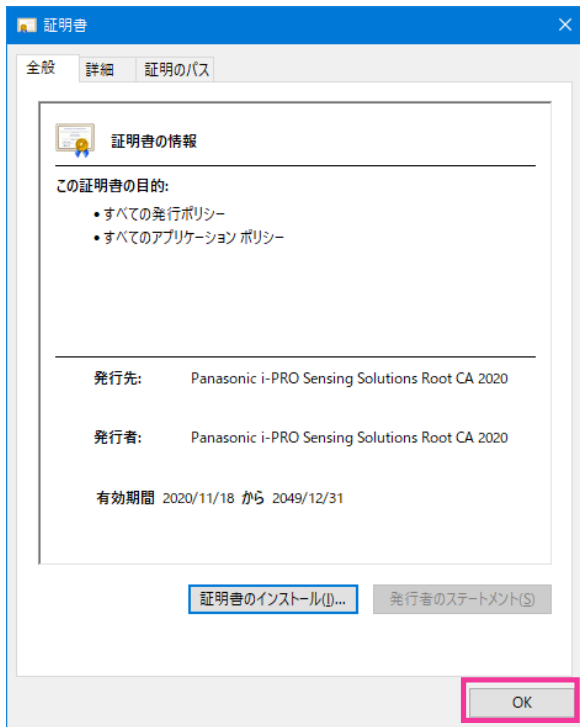 証明書
全般 詳細 証明のパス
証明書の情報
この証明書の目的:
• すべての発行ポリシー
• すべてのアプリケーション ポリシー
発行先: Panasonic i-PRO Sensing Solutions Root CA 2020
発行者: Panasonic i-PRO Sensing Solutions Root CA 2020
有効期間 2020/11/18 から 2049/12/31
証明書のインストール(I)... 発行者のステートメント(S)
OK